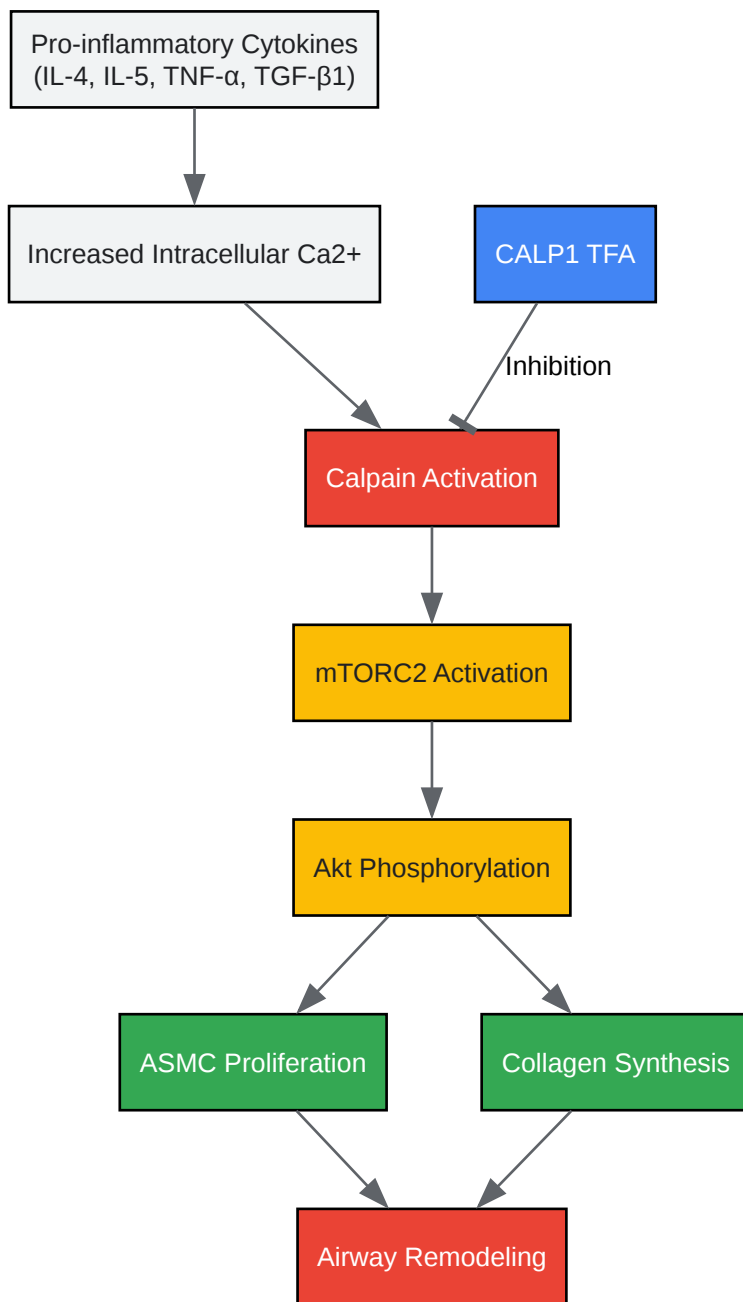 Pro-inflammatory Cytokines
(IL-4, IL-5, TNF-α, TGF-β1)
Increased Intracellular Ca2+
CALP1 TFA
Inhibition
Calpain Activation
mTORC2 Activation
Akt Phosphorylation
ASMC Proliferation
Collagen Synthesis
Airway Remodeling